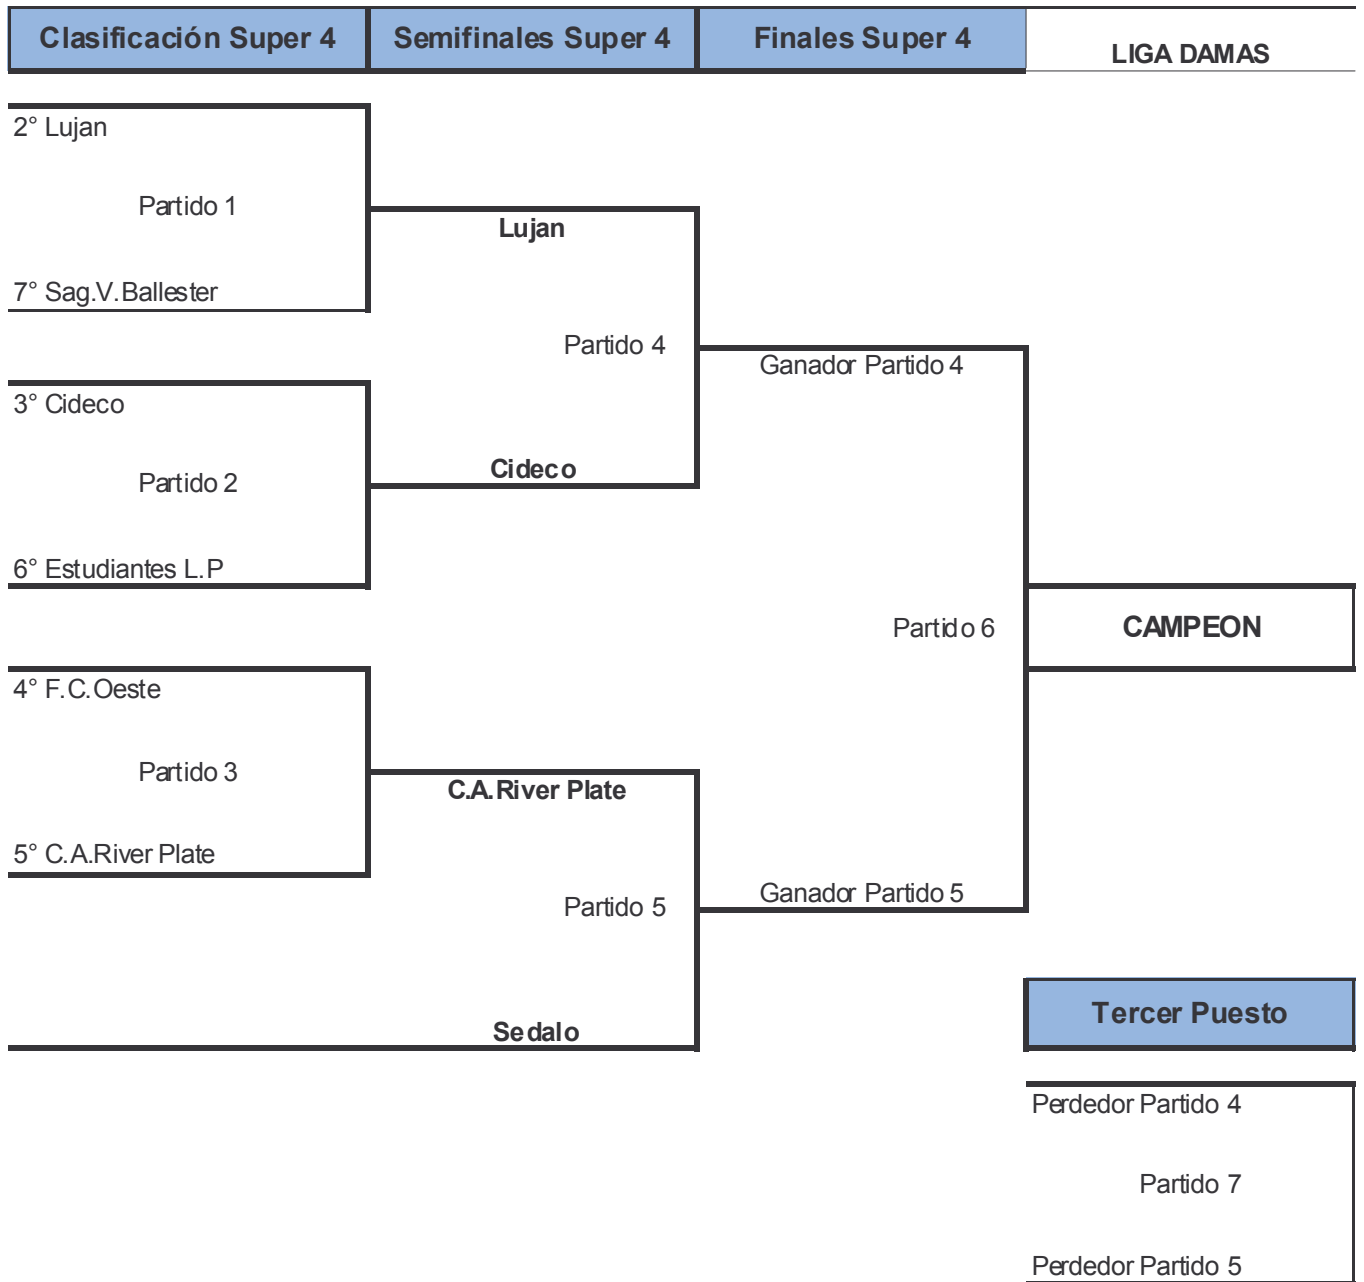 Clasificación Super 4
Semifinales Super 4
Finales Super 4
LIGA DAMAS
2° Lujan
Partido 1
Lujan
7° Sag.V.Ballester
Partido 4
Ganador Partido 4
3° Cideco
Cideco
Partido 2
6° Estudiantes L.P
Partido 6
CAMPEON
4° F.C.Oeste
Partido 3
C.A.River Plate
5° C.A.River Plate
Partido 5
Ganador Partido 5
Tercer Puesto
Sedalo
Perdedor Partido 4
Partido 7
Perdedor Partido 5